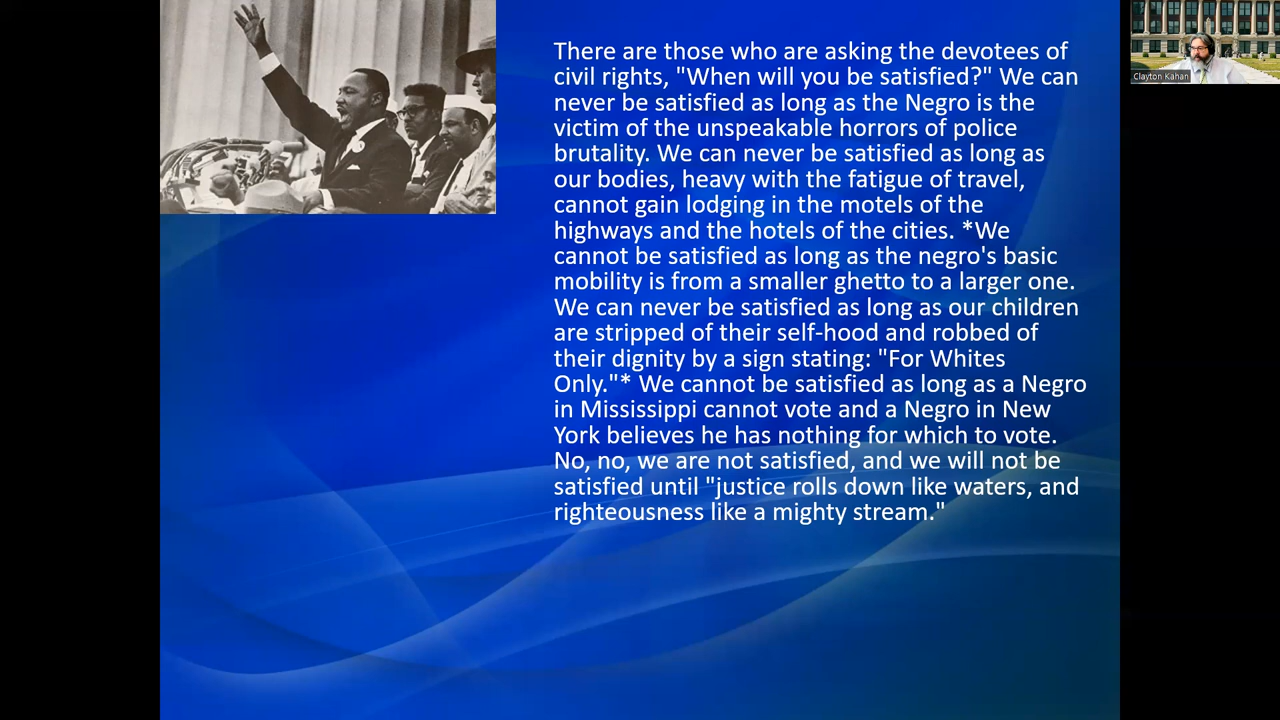 There are those who are asking the devotees of
civil rights, "When will you be satisfied?" We can
never be satisfied as long as the Negro is the
victim of the unspeakable horrors of police
brutality. We can never be satisfied as long as
our bodies, heavy with the fatigue of travel,
cannot gain lodging in the motels of the
highways and the hotels of the cities. *We
cannot be satisfied as long as the negro's basic
mobility is from a smaller ghetto to a larger one.
We can never be satisfied as long as our children
are stripped of their self-hood and robbed of
their dignity by a sign stating: "For Whites
Only."* We cannot be satisfied as long as a Negro
in Mississippi cannot vote and a Negro in New
York believes he has nothing for which to vote.
No, no, we are not satisfied, and we will not be
satisfied until "justice rolls down like waters, and
righteousness like a mighty stream."
Clayton Kahan